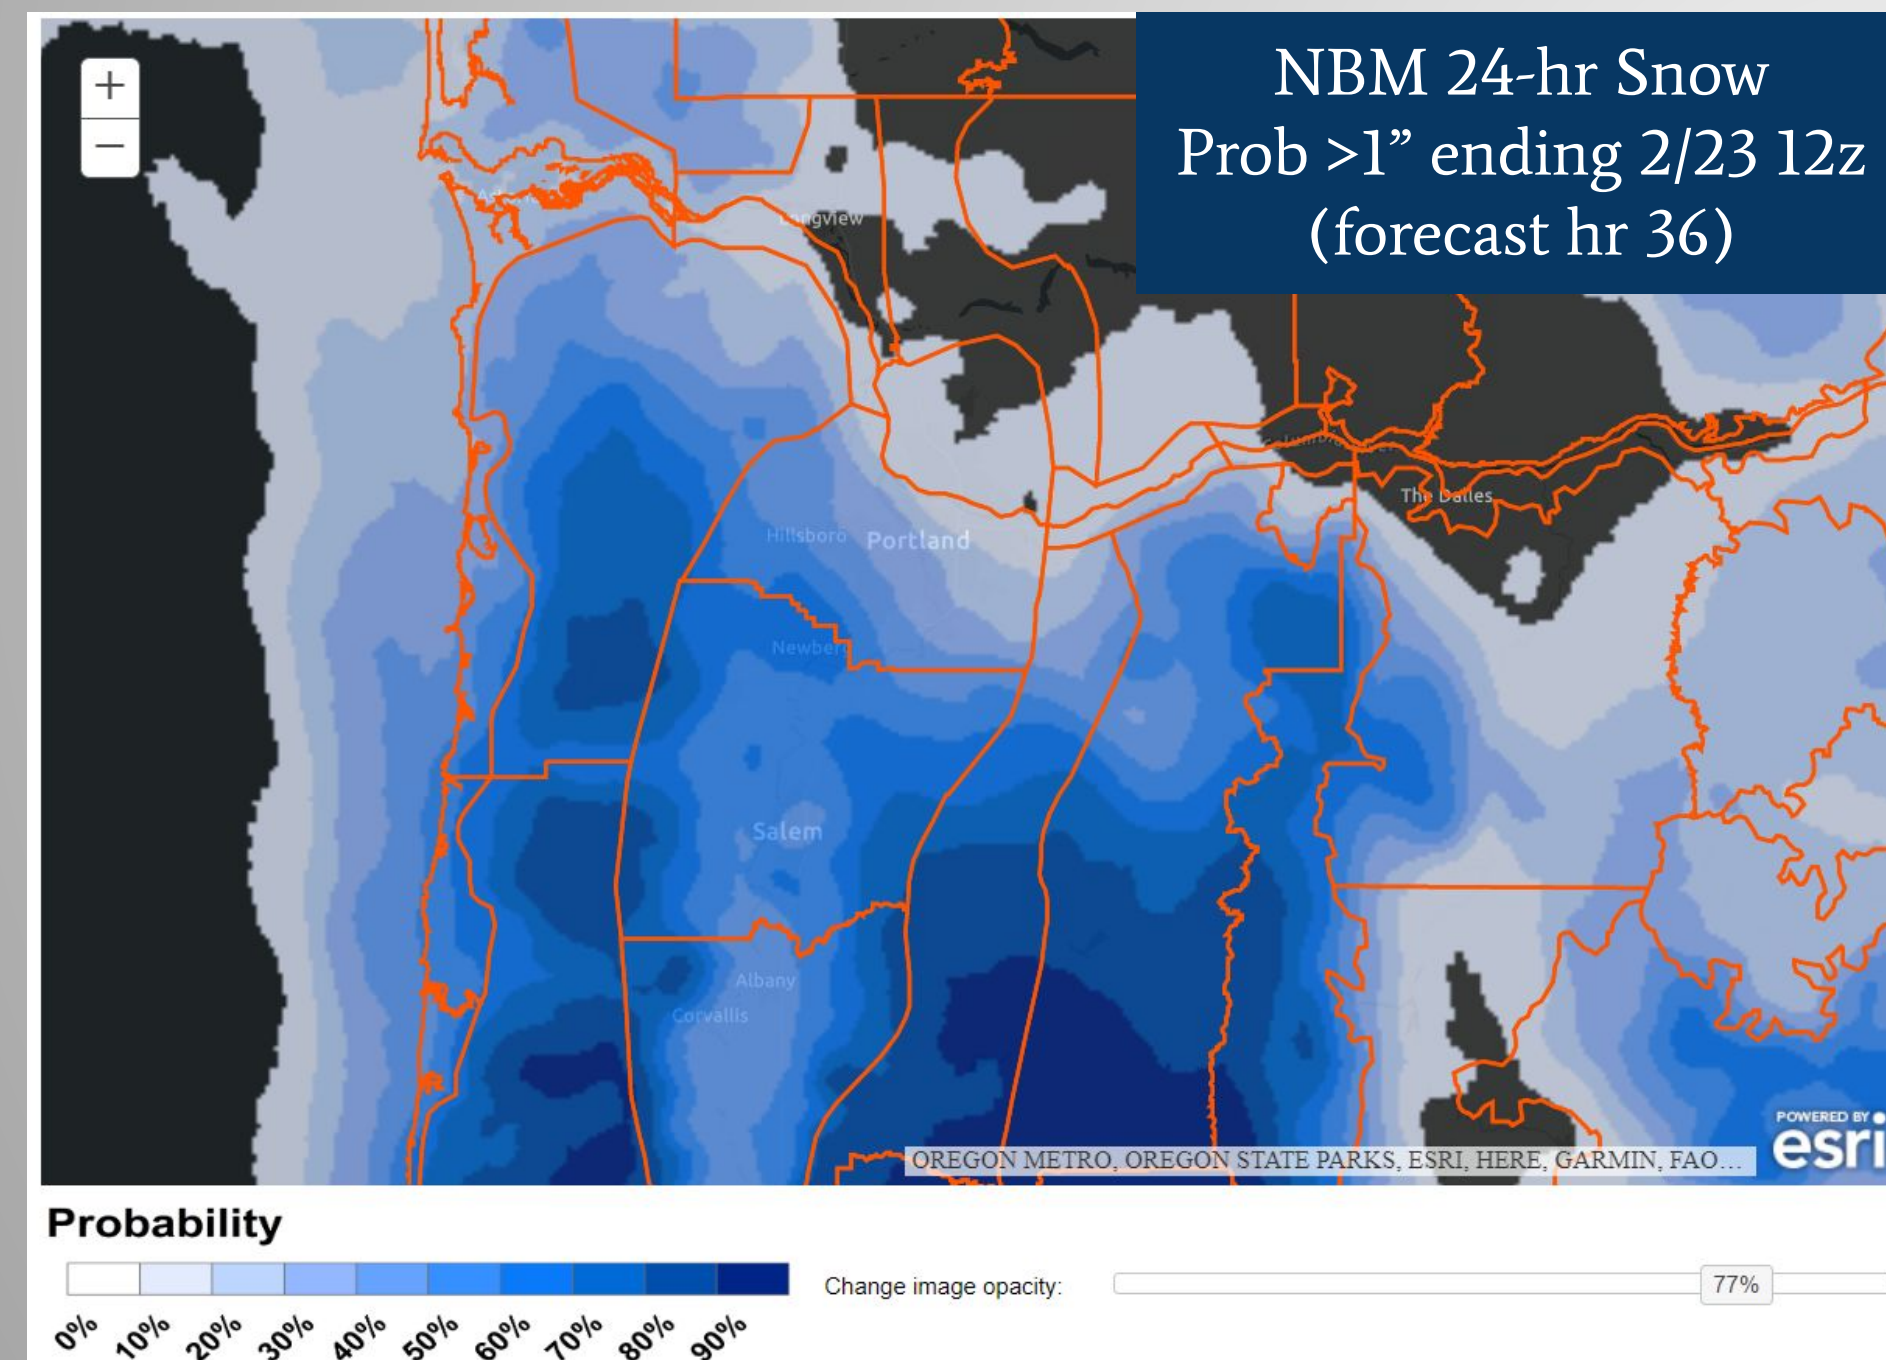 NBM 24-hr Snow
Prob >1” ending 2/23 12z
(forecast hr 36)
+
−
Longview
The Dalles
Hillsboro
Portland
Newberg
Salem
Albany
Corvallis
POWERED BY
esri
OREGON METRO, OREGON STATE PARKS, ESRI, HERE, GARMIN, FAO…
Probability
0% 10% 20% 30% 40% 50% 60% 70% 80% 90%
Change image opacity:
77%